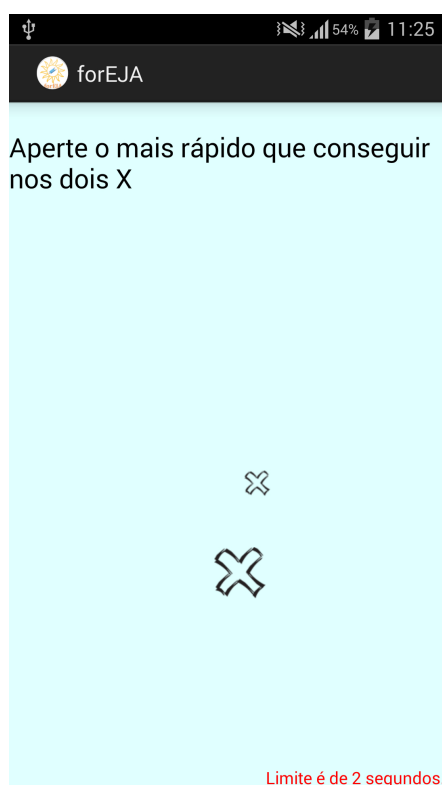 54% 11:25
forEJA
Aperte o mais rápido que conseguir
nos dois X
Limite é de 2 segundos